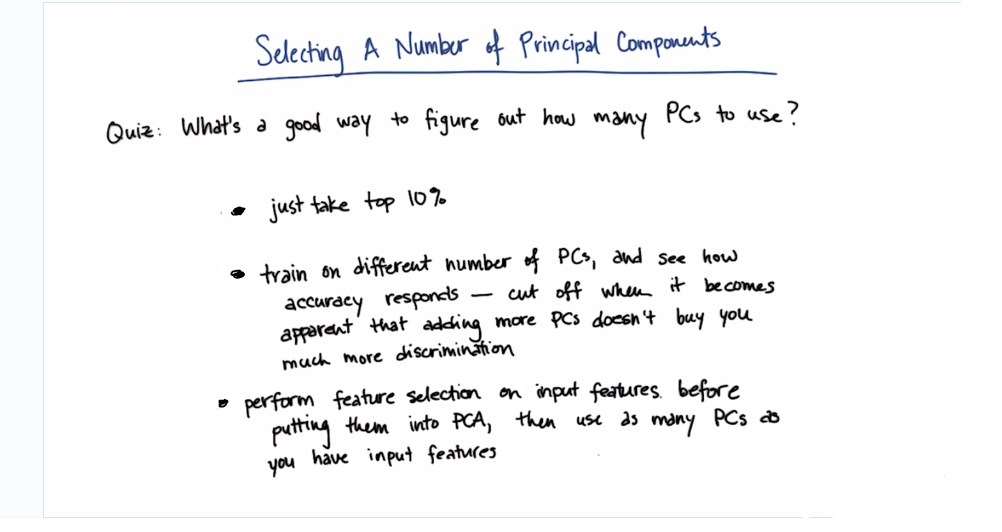 Selecting A Number of Principal Components
Quiz: What's a good way to figure out how many PCs to use?
• just take top 10%
• train on different number of PCs, and see how
accuracy responds — cut off when it becomes
apparent that adding more PCs doesn't buy you
much more discrimination
• perform feature selection on input features before
putting them into PCA, then use as many PCs as
you have input features